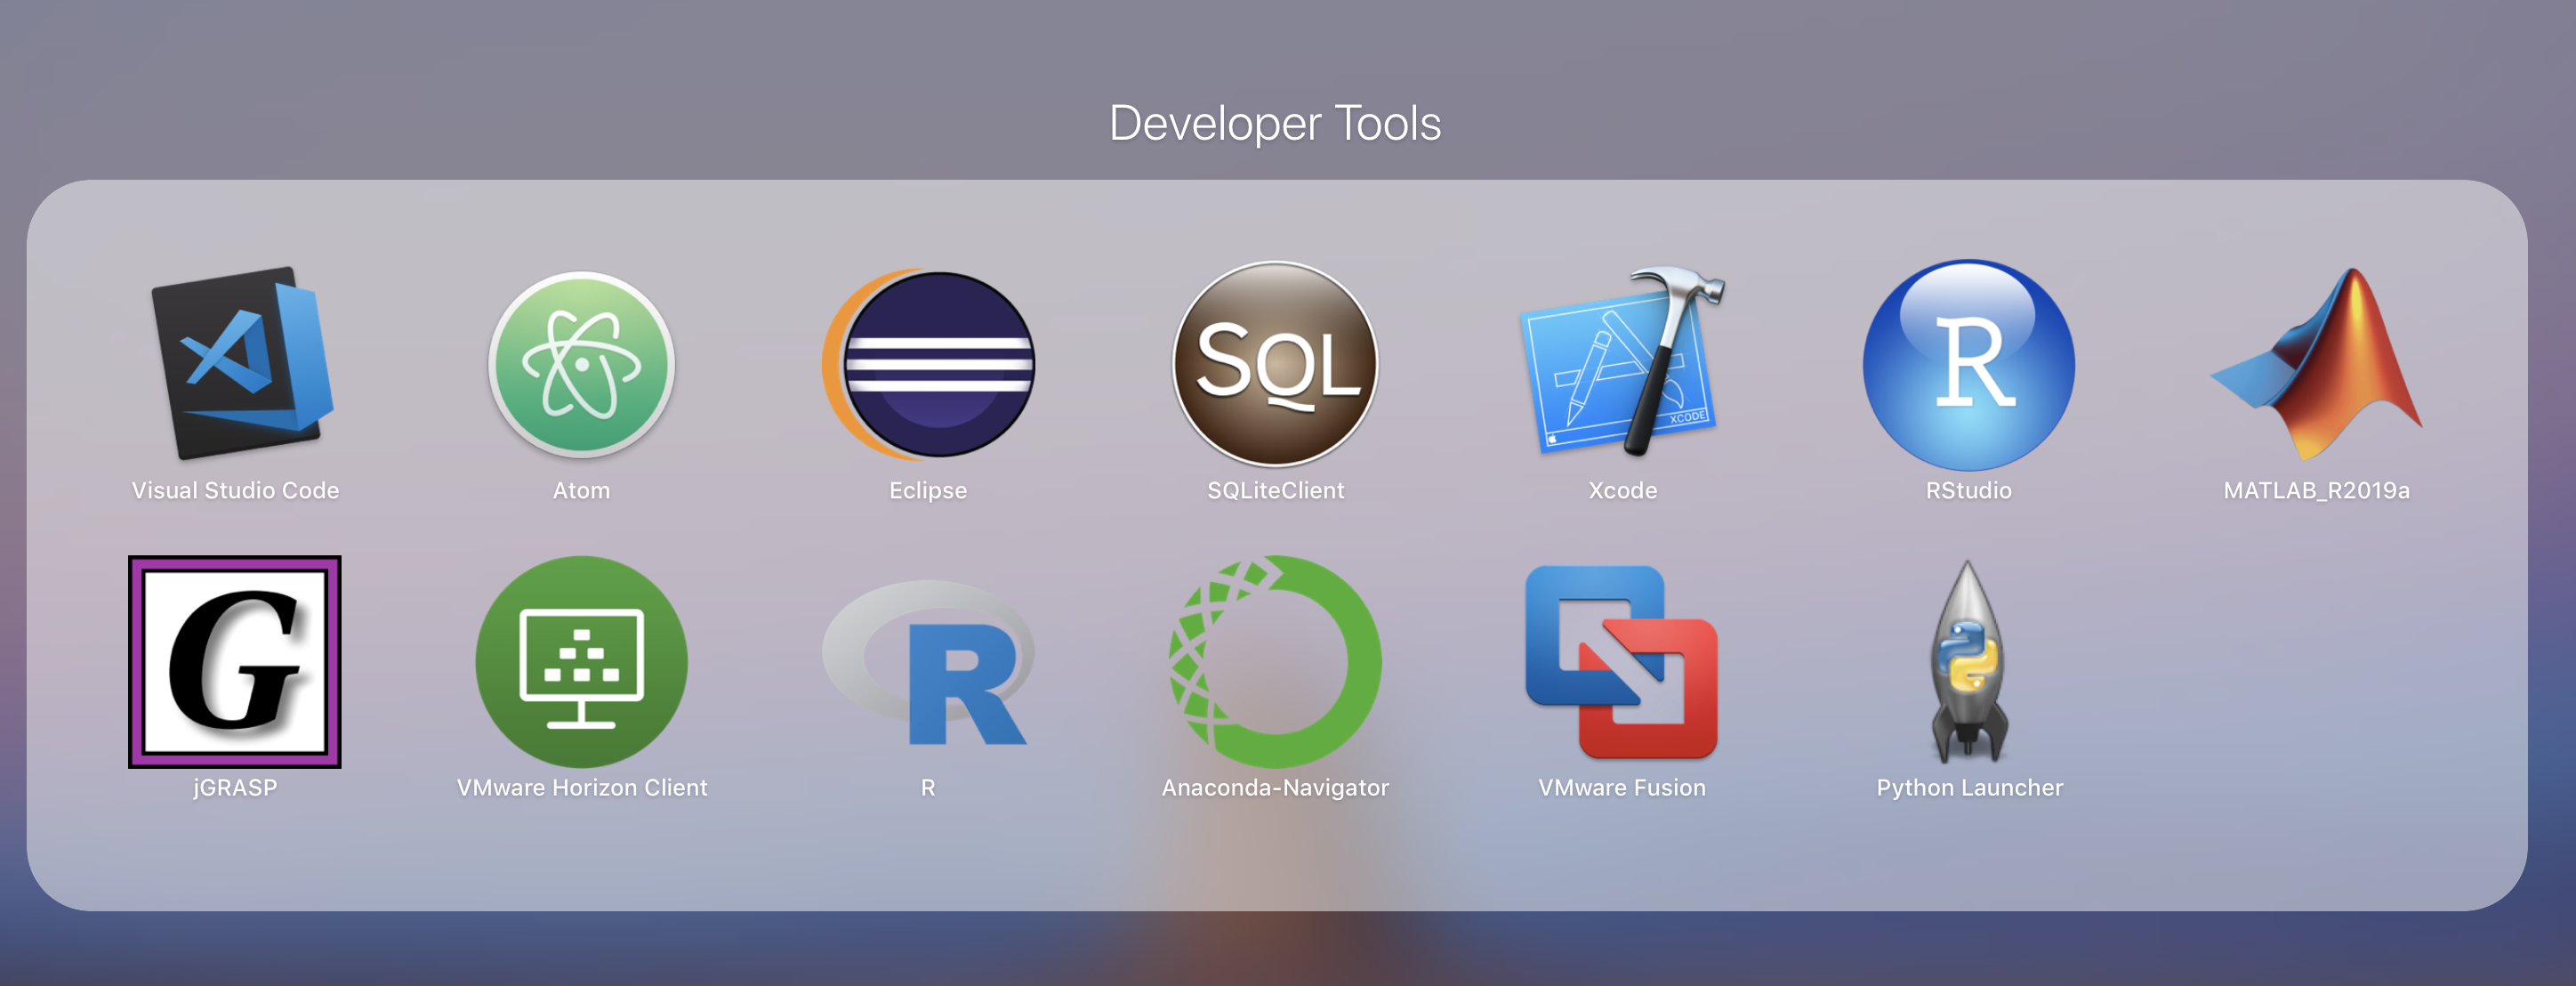 Developer Tools
SQL
XCODE
R
Visual Studio Code
Atom
Eclipse
SQLiteClient
Xcode
RStudio
MATLAB_R2019a
G
R
jGRASP
VMware Horizon Client
R
Anaconda-Navigator
VMware Fusion
Python Launcher